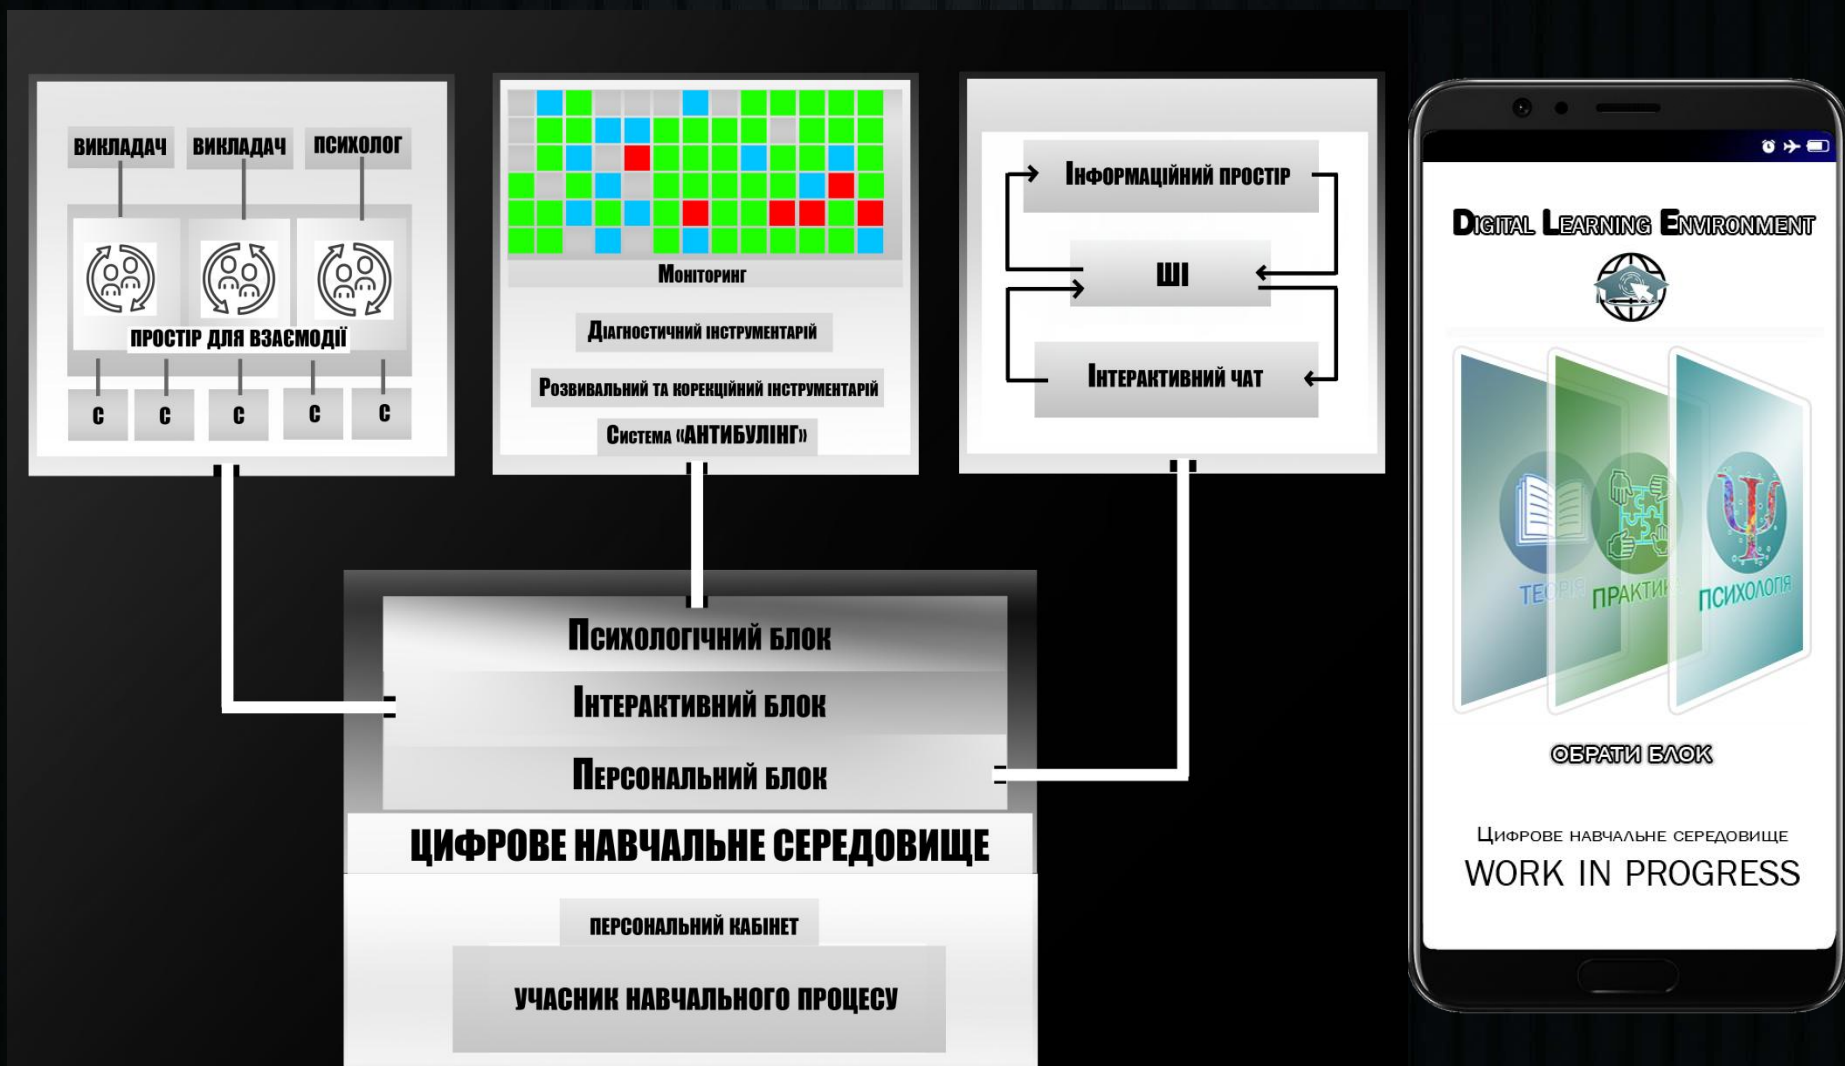 ВИКЛАДАЧ
ВИКЛАДАЧ
ПСИХОЛОГ
ПРОСТІР ДЛЯ ВЗАЄМОДІЇ
С
С
С
С
С
Моніторинг
Діагностичний інструментарій
Розвивальний та корекційний інструментарій
Система «АНТИБУЛІНГ»
Інформаційний простір
ШІ
Інтерактивний чат
Психологічний блок
Інтерактивний блок
Персональний блок
ЦИФРОВЕ НАВЧАЛЬНЕ СЕРЕДОВИЩЕ
ПЕРСОНАЛЬНИЙ КАБІНЕТ
УЧАСНИК НАВЧАЛЬНОГО ПРОЦЕСУ
Digital Learning Environment
ТЕОРІЯ
ПРАКТИКА
ПСИХОЛОГІЯ
ОБРАТИ БЛОК
Цифрове навчальне середовище
WORK IN PROGRESS